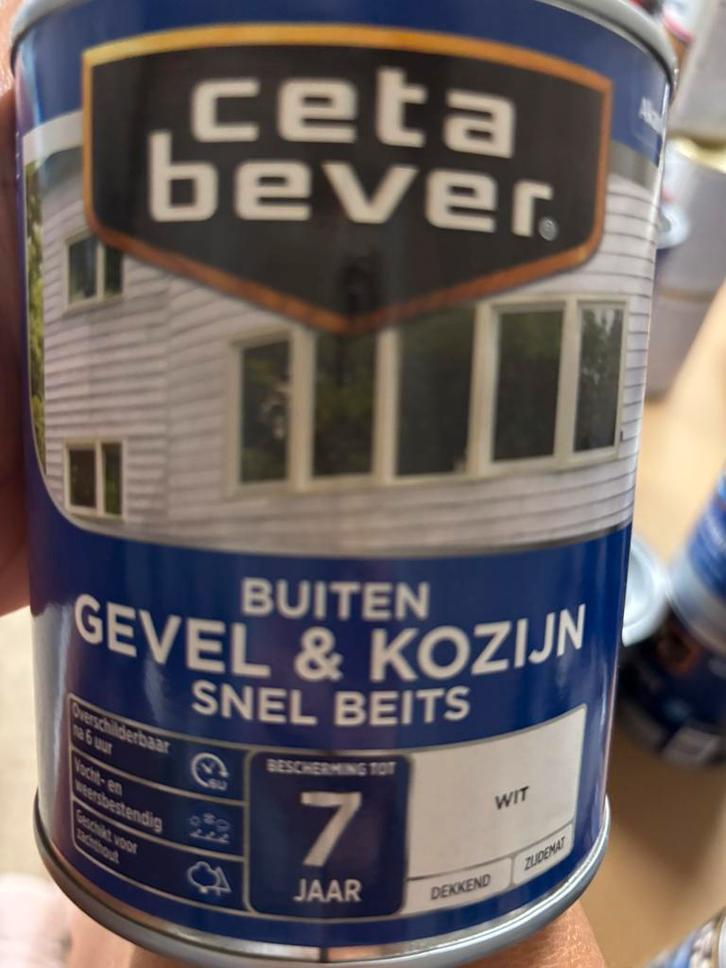 ceta
bever
BUITEN
GEVEL & KOZIJN
SNEL BEITS
Overschilderbaar
na 6 uur
6U
Vocht- en
weersbestendig
Geschikt voor
zachthout
BESCHERMING TOT
7
JAAR
WIT
DEKKEND
ZIJDEMAT